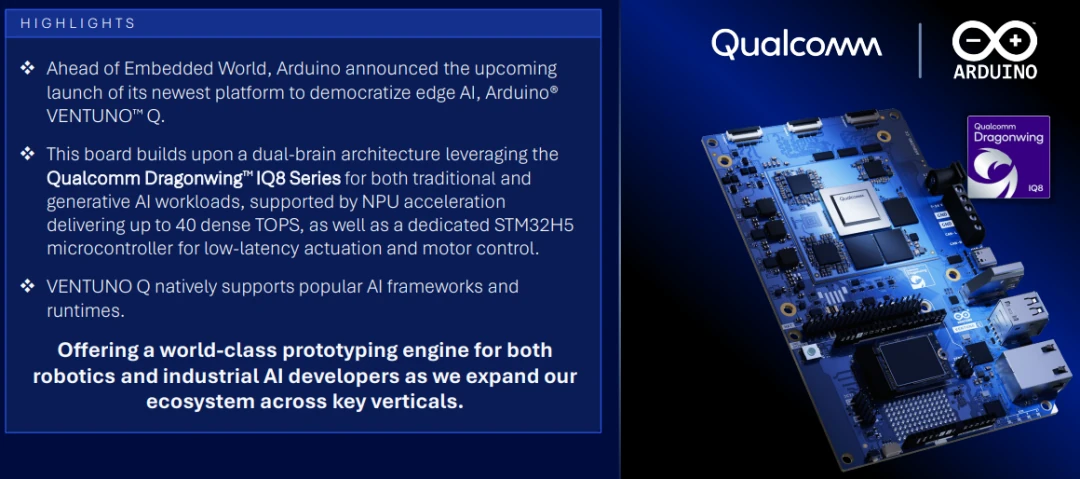 HIGHLIGHTS
❖ Ahead of Embedded World, Arduino announced the upcoming
launch of its newest platform to democratize edge AI, Arduino®
VENTUNO™ Q.
❖ This board builds upon a dual-brain architecture leveraging the
Qualcomm Dragonwing™ IQ8 Series for both traditional and
generative AI workloads, supported by NPU acceleration
delivering up to 40 dense TOPS, as well as a dedicated STM32H5
microcontroller for low-latency actuation and motor control.
❖ VENTUNO Q natively supports popular AI frameworks and
runtimes.
Offering a world-class prototyping engine for both
robotics and industrial AI developers as we expand our
ecosystem across key verticals.
Qualcomm
ARDUINO
Qualcomm
Dragonwing
IQ8
Qualcomm